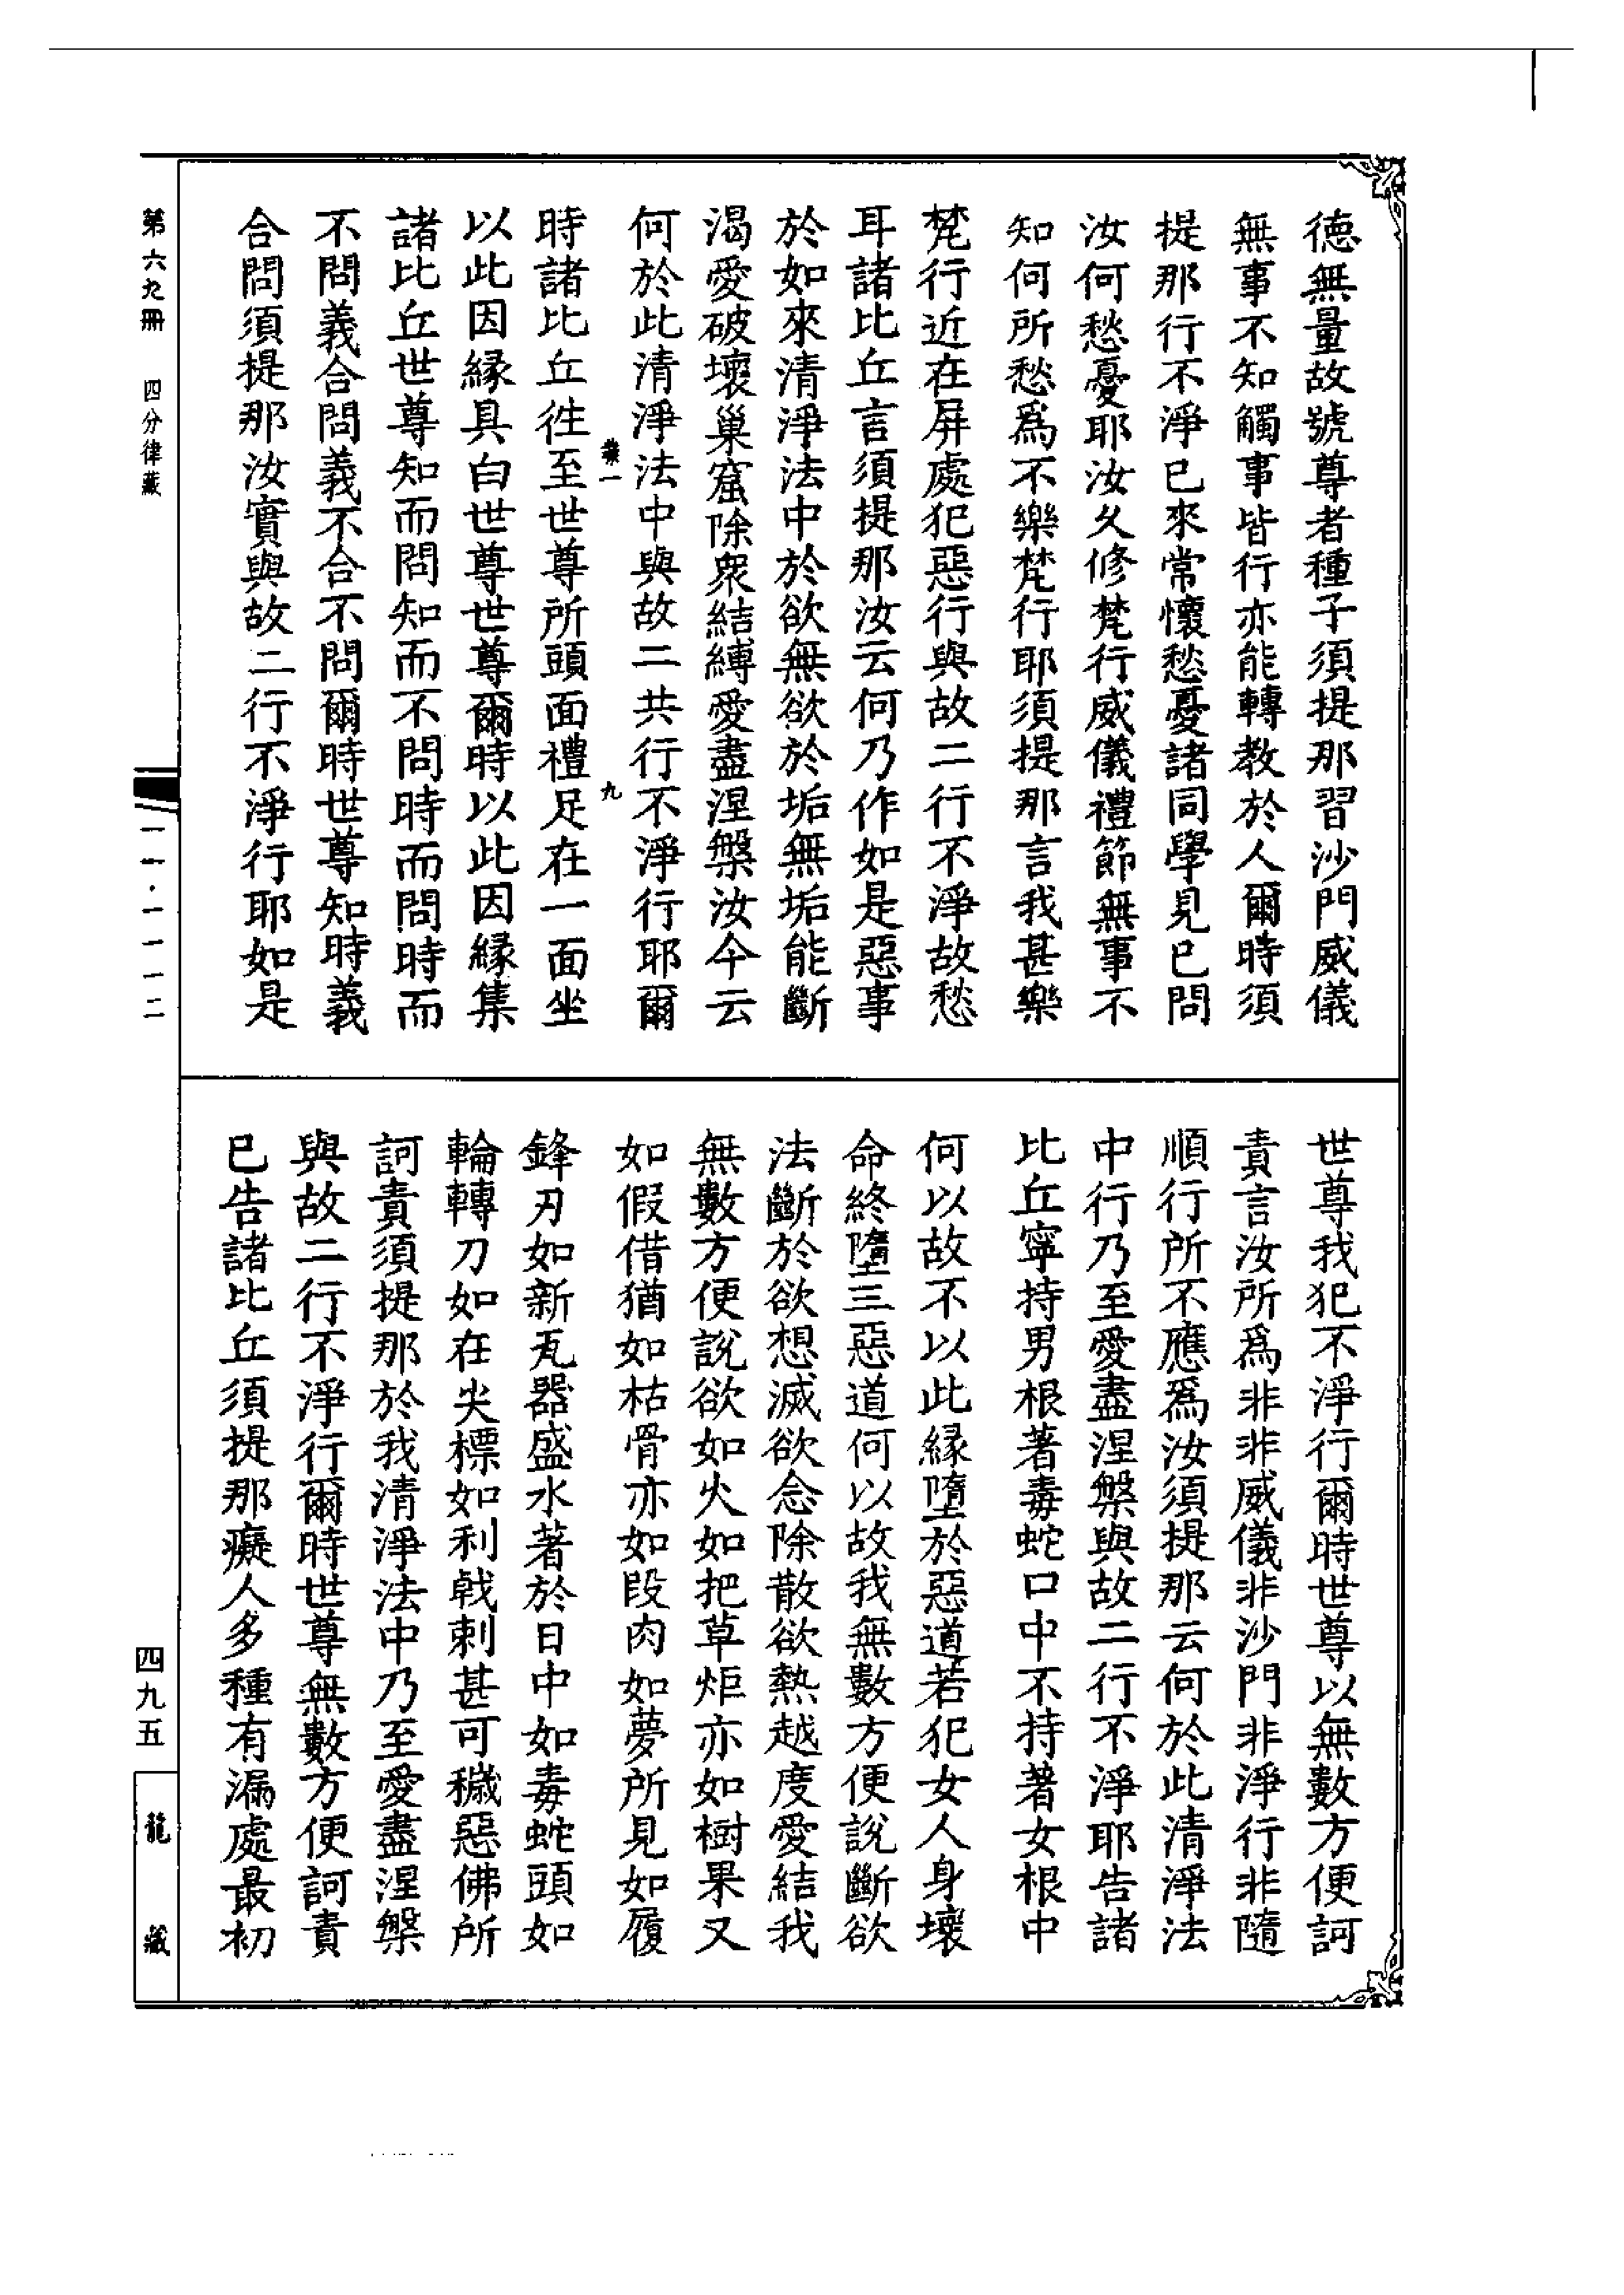 德無量故號尊者種子須提那習沙門威儀
無事不知觸事皆行亦能轉教於人爾時須
提那行不淨已來常懷愁憂諸同學見已問
汝何愁憂耶汝久修梵行威儀禮節無事不
知何所愁爲不樂梵行耶須提那言我甚樂
梵行近在屏處犯惡行與故二行不淨故愁
耳諸比丘言須提那汝云何乃作如是惡事
於如來清淨法中於欲無欲於垢無垢能斷
渴愛破壞巢窟除衆結縛愛盡涅槃汝今云
何於此清淨法中與故二共行不淨行耶爾
九
時諸比丘徃至世尊所頭面禮足在一面坐
以此因緣具白世尊世尊爾時以此因緣集
諸比丘世尊知而問知而不問時而問時而
不問義合問義不合不問爾時世尊知時義
合問須提那汝實與故二行不淨行耶如是
世尊我犯不淨行爾時世尊以無數方便訶
責言汝所爲非非威儀非沙門非淨行非隨
順行所不應爲汝須提那云何於此清淨法
中行乃至愛盡涅槃與故二行不淨耶告諸
比丘寧持男根著毒蛇口中不持著女根中
何以故不以此緣墮於惡道若犯女人身壞
命終墮三惡道何以故我無數方便說斷欲
法斷於欲想滅欲念除散欲熱越度愛結我
無數方便說欲如火如把草炬亦如樹果又
如假借猶如枯骨亦如段肉如夢所見如履
鋒刃如新瓦器盛水著於日中如毒蛇頭如
輪轉刀如在尖標如利戟刺甚可穢惡佛所
訶責須提那於我清淨法中乃至愛盡涅槃
與故二行不淨行爾時世尊無數方便訶責
已告諸比丘須提那癡人多種有漏處最初
第六九冊 四分律藏
一一·一一一二
四九五
龍藏